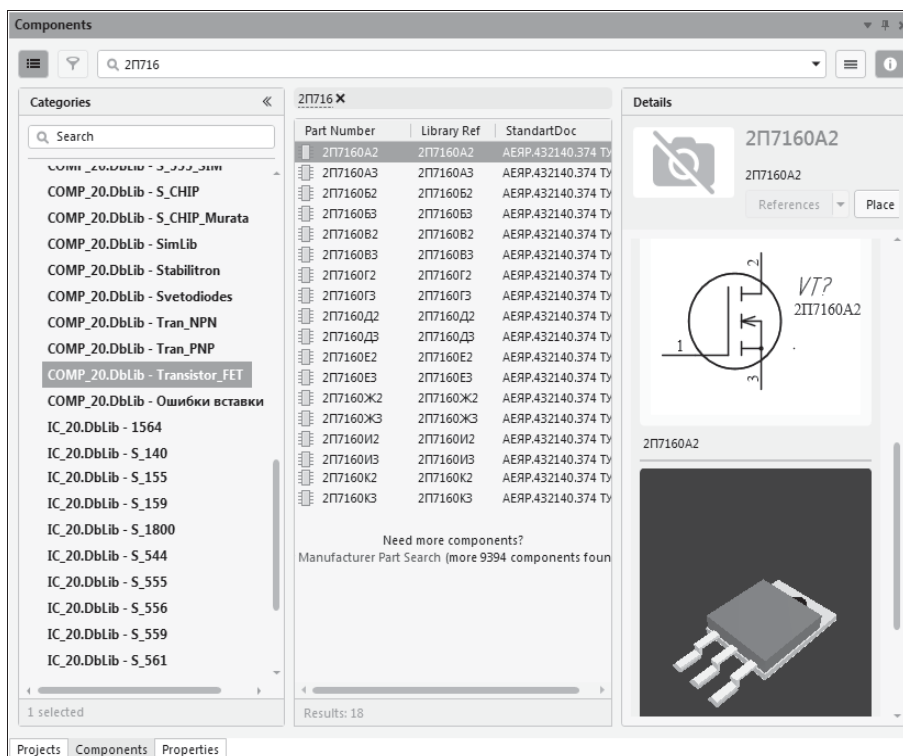 Components
2П716
Categories
Search
COMP_20.DbLib - S_555_SIM
COMP_20.DbLib - S_CHIP
COMP_20.DbLib - S_CHIP_Murata
COMP_20.DbLib - SimLib
COMP_20.DbLib - Stabilitron
COMP_20.DbLib - Svetodiodes
COMP_20.DbLib - Tran_NPN
COMP_20.DbLib - Tran_PNP
COMP_20.DbLib - Transistor_FET
COMP_20.DbLib - Ошибки вставки
IC_20.DbLib - 1564
IC_20.DbLib - S_140
IC_20.DbLib - S_155
IC_20.DbLib - S_159
IC_20.DbLib - S_1800
IC_20.DbLib - S_544
IC_20.DbLib - S_555
IC_20.DbLib - S_556
IC_20.DbLib - S_559
IC_20.DbLib - S_561
1 selected
2П716
Part Number Library Ref StandartDoc
2П7160А2 2П7160А2 АЕЯР.432140.374 ТУ
2П7160А3 2П7160А3 АЕЯР.432140.374 ТУ
2П7160Б2 2П7160Б2 АЕЯР.432140.374 ТУ
2П7160Б3 2П7160Б3 АЕЯР.432140.374 ТУ
2П7160В2 2П7160В2 АЕЯР.432140.374 ТУ
2П7160В3 2П7160В3 АЕЯР.432140.374 ТУ
2П7160Г2 2П7160Г2 АЕЯР.432140.374 ТУ
2П7160Г3 2П7160Г3 АЕЯР.432140.374 ТУ
2П7160Д2 2П7160Д2 АЕЯР.432140.374 ТУ
2П7160Д3 2П7160Д3 АЕЯР.432140.374 ТУ
2П7160Е2 2П7160Е2 АЕЯР.432140.374 ТУ
2П7160Е3 2П7160Е3 АЕЯР.432140.374 ТУ
2П7160Ж2 2П7160Ж2 АЕЯР.432140.374 ТУ
2П7160Ж3 2П7160Ж3 АЕЯР.432140.374 ТУ
2П7160И2 2П7160И2 АЕЯР.432140.374 ТУ
2П7160И3 2П7160И3 АЕЯР.432140.374 ТУ
2П7160К2 2П7160К2 АЕЯР.432140.374 ТУ
2П7160К3 2П7160К3 АЕЯР.432140.374 ТУ
Need more components?
Manufacturer Part Search (more 9394 components foun
Results: 18
Details
2П7160А2
2П7160А2
References Place
2
VT?
2П7160А2
1
3
2П7160А2
Projects Components Properties